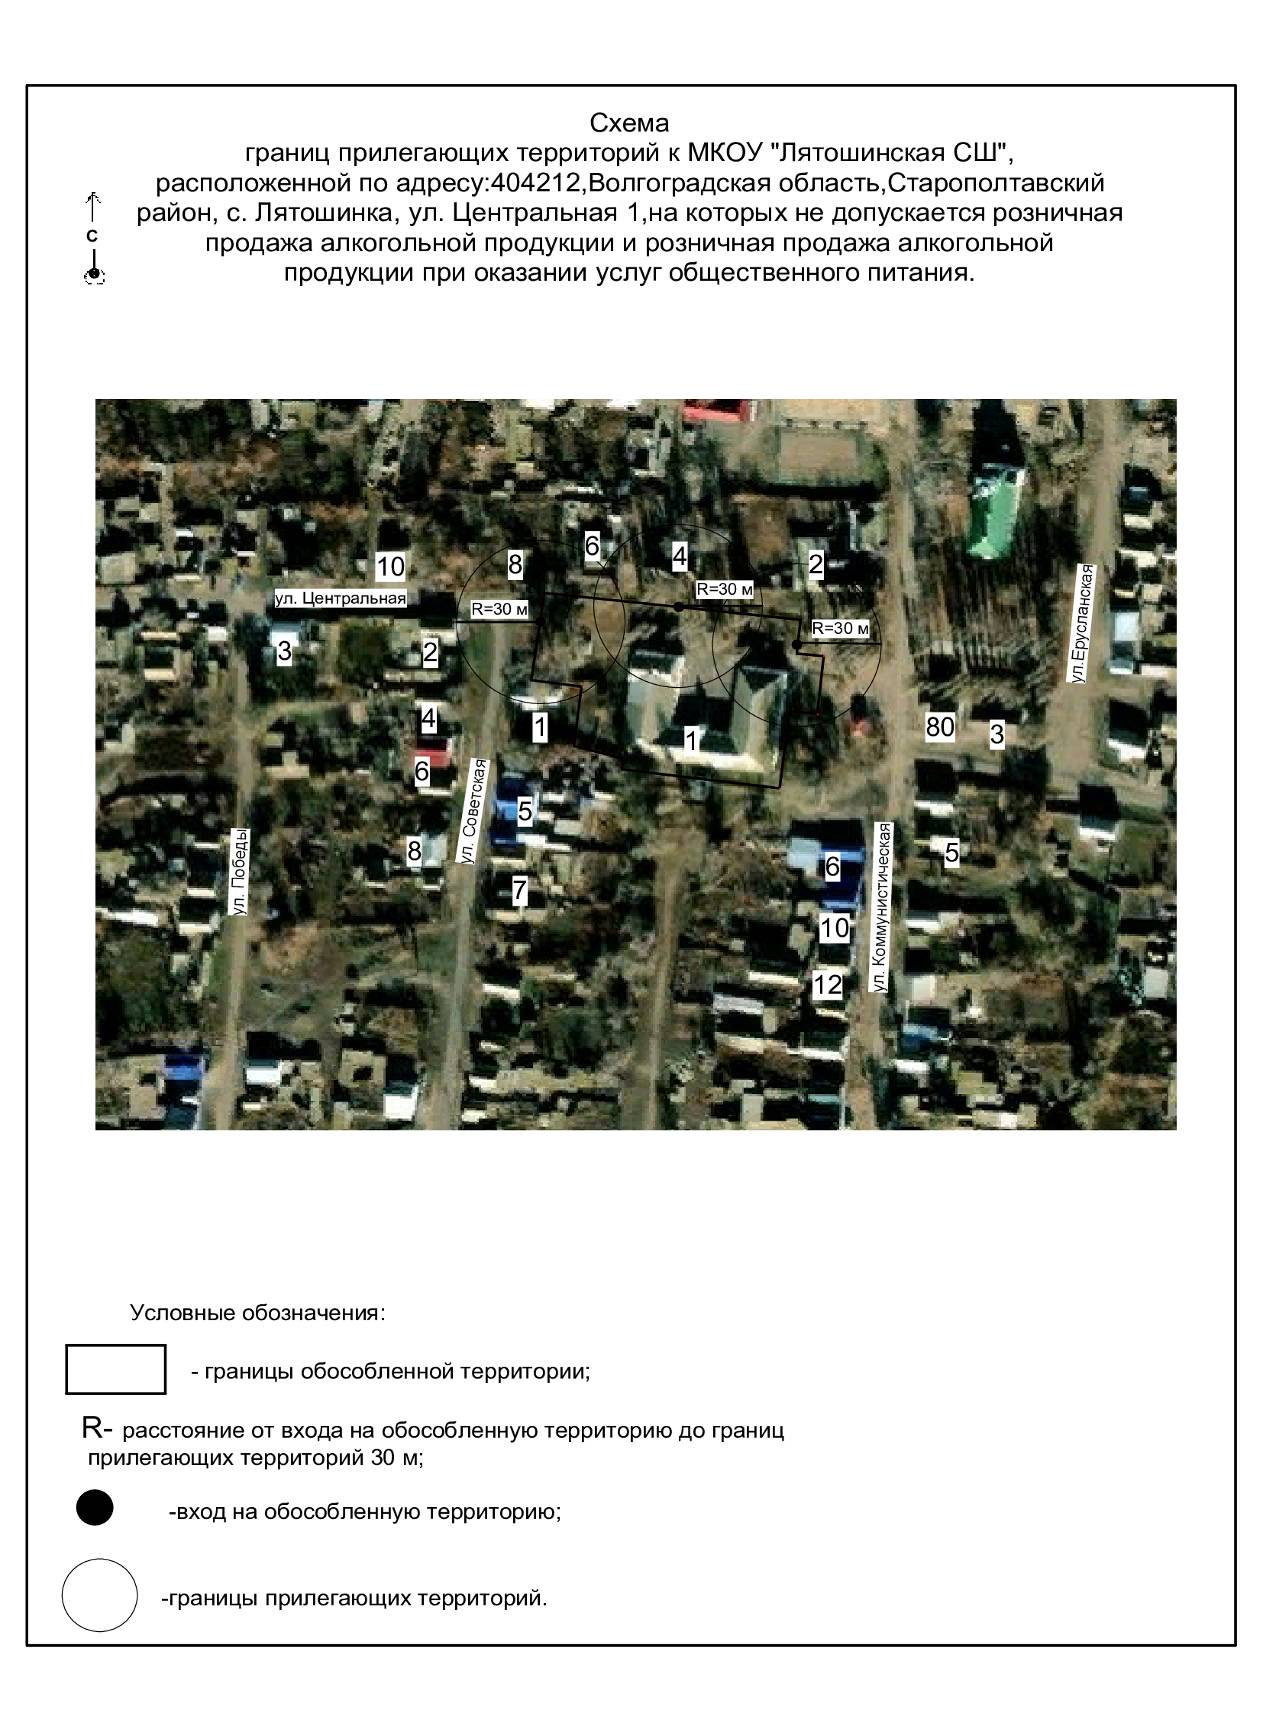 Схема
границ прилегающих территорий к МКОУ "Лятошинская СШ",
расположенной по адресу:404212,Волгоградская область,Старополтавский
район, с. Лятошинка, ул. Центральная 1,на которых не допускается розничная
продажа алкогольной продукции и розничная продажа алкогольной
продукции при оказании услуг общественного питания.
с
6
4
8
2
10
R=30 м
ул. Центральная
R=30 м
R=30 м
ул.Ерусланская
3
2
4
1
1
80
3
6
ул. Советская
5
8
6
5
ул. Победы
7
ул. Коммунистическая
10
12
Условные обозначения:
- границы обособленной территории;
R- расстояние от входа на обособленную территорию до границ
прилегающих территорий 30 м;
-вход на обособленную территорию;
-границы прилегающих территорий.